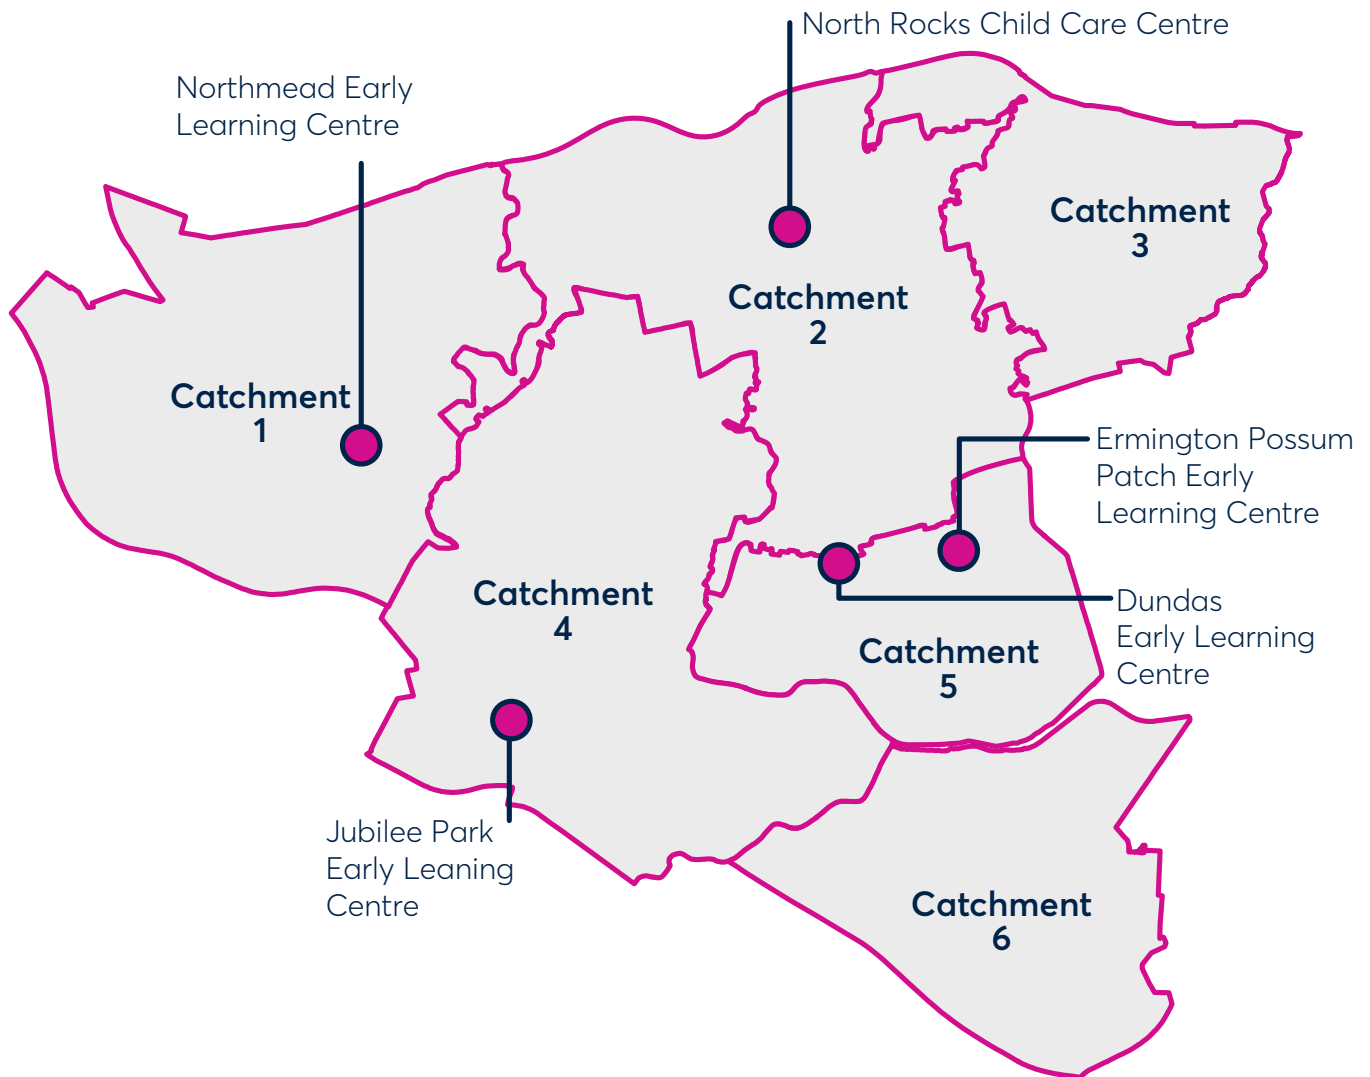 North Rocks Child Care Centre
Northmead Early
Learning Centre
Catchment
3
Catchment
2
Catchment
1
Ermington Possum
Patch Early
Learning Centre
Catchment
4
Dundas
Early Learning
Centre
Catchment
5
Jubilee Park
Early Leaning
Centre
Catchment
6